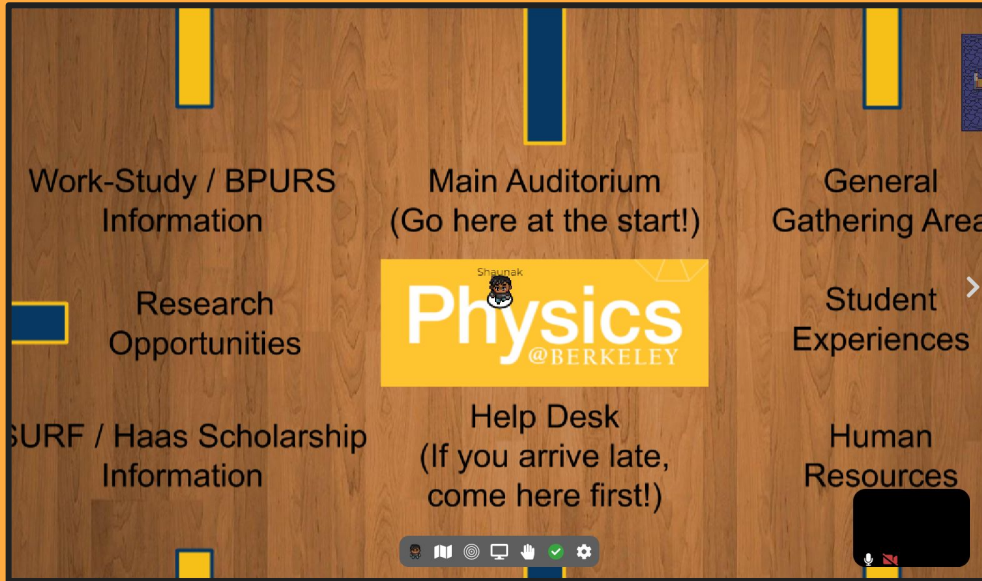 Work-Study / BPURS
Information
Main Auditorium
(Go here at the start!)
General
Gathering Area
Shaunak
Physics
@BERKELEY
Research
Opportunities
Student
Experiences
SURF / Haas Scholarship
Information
Help Desk
(If you arrive late,
come here first!)
Human
Resources